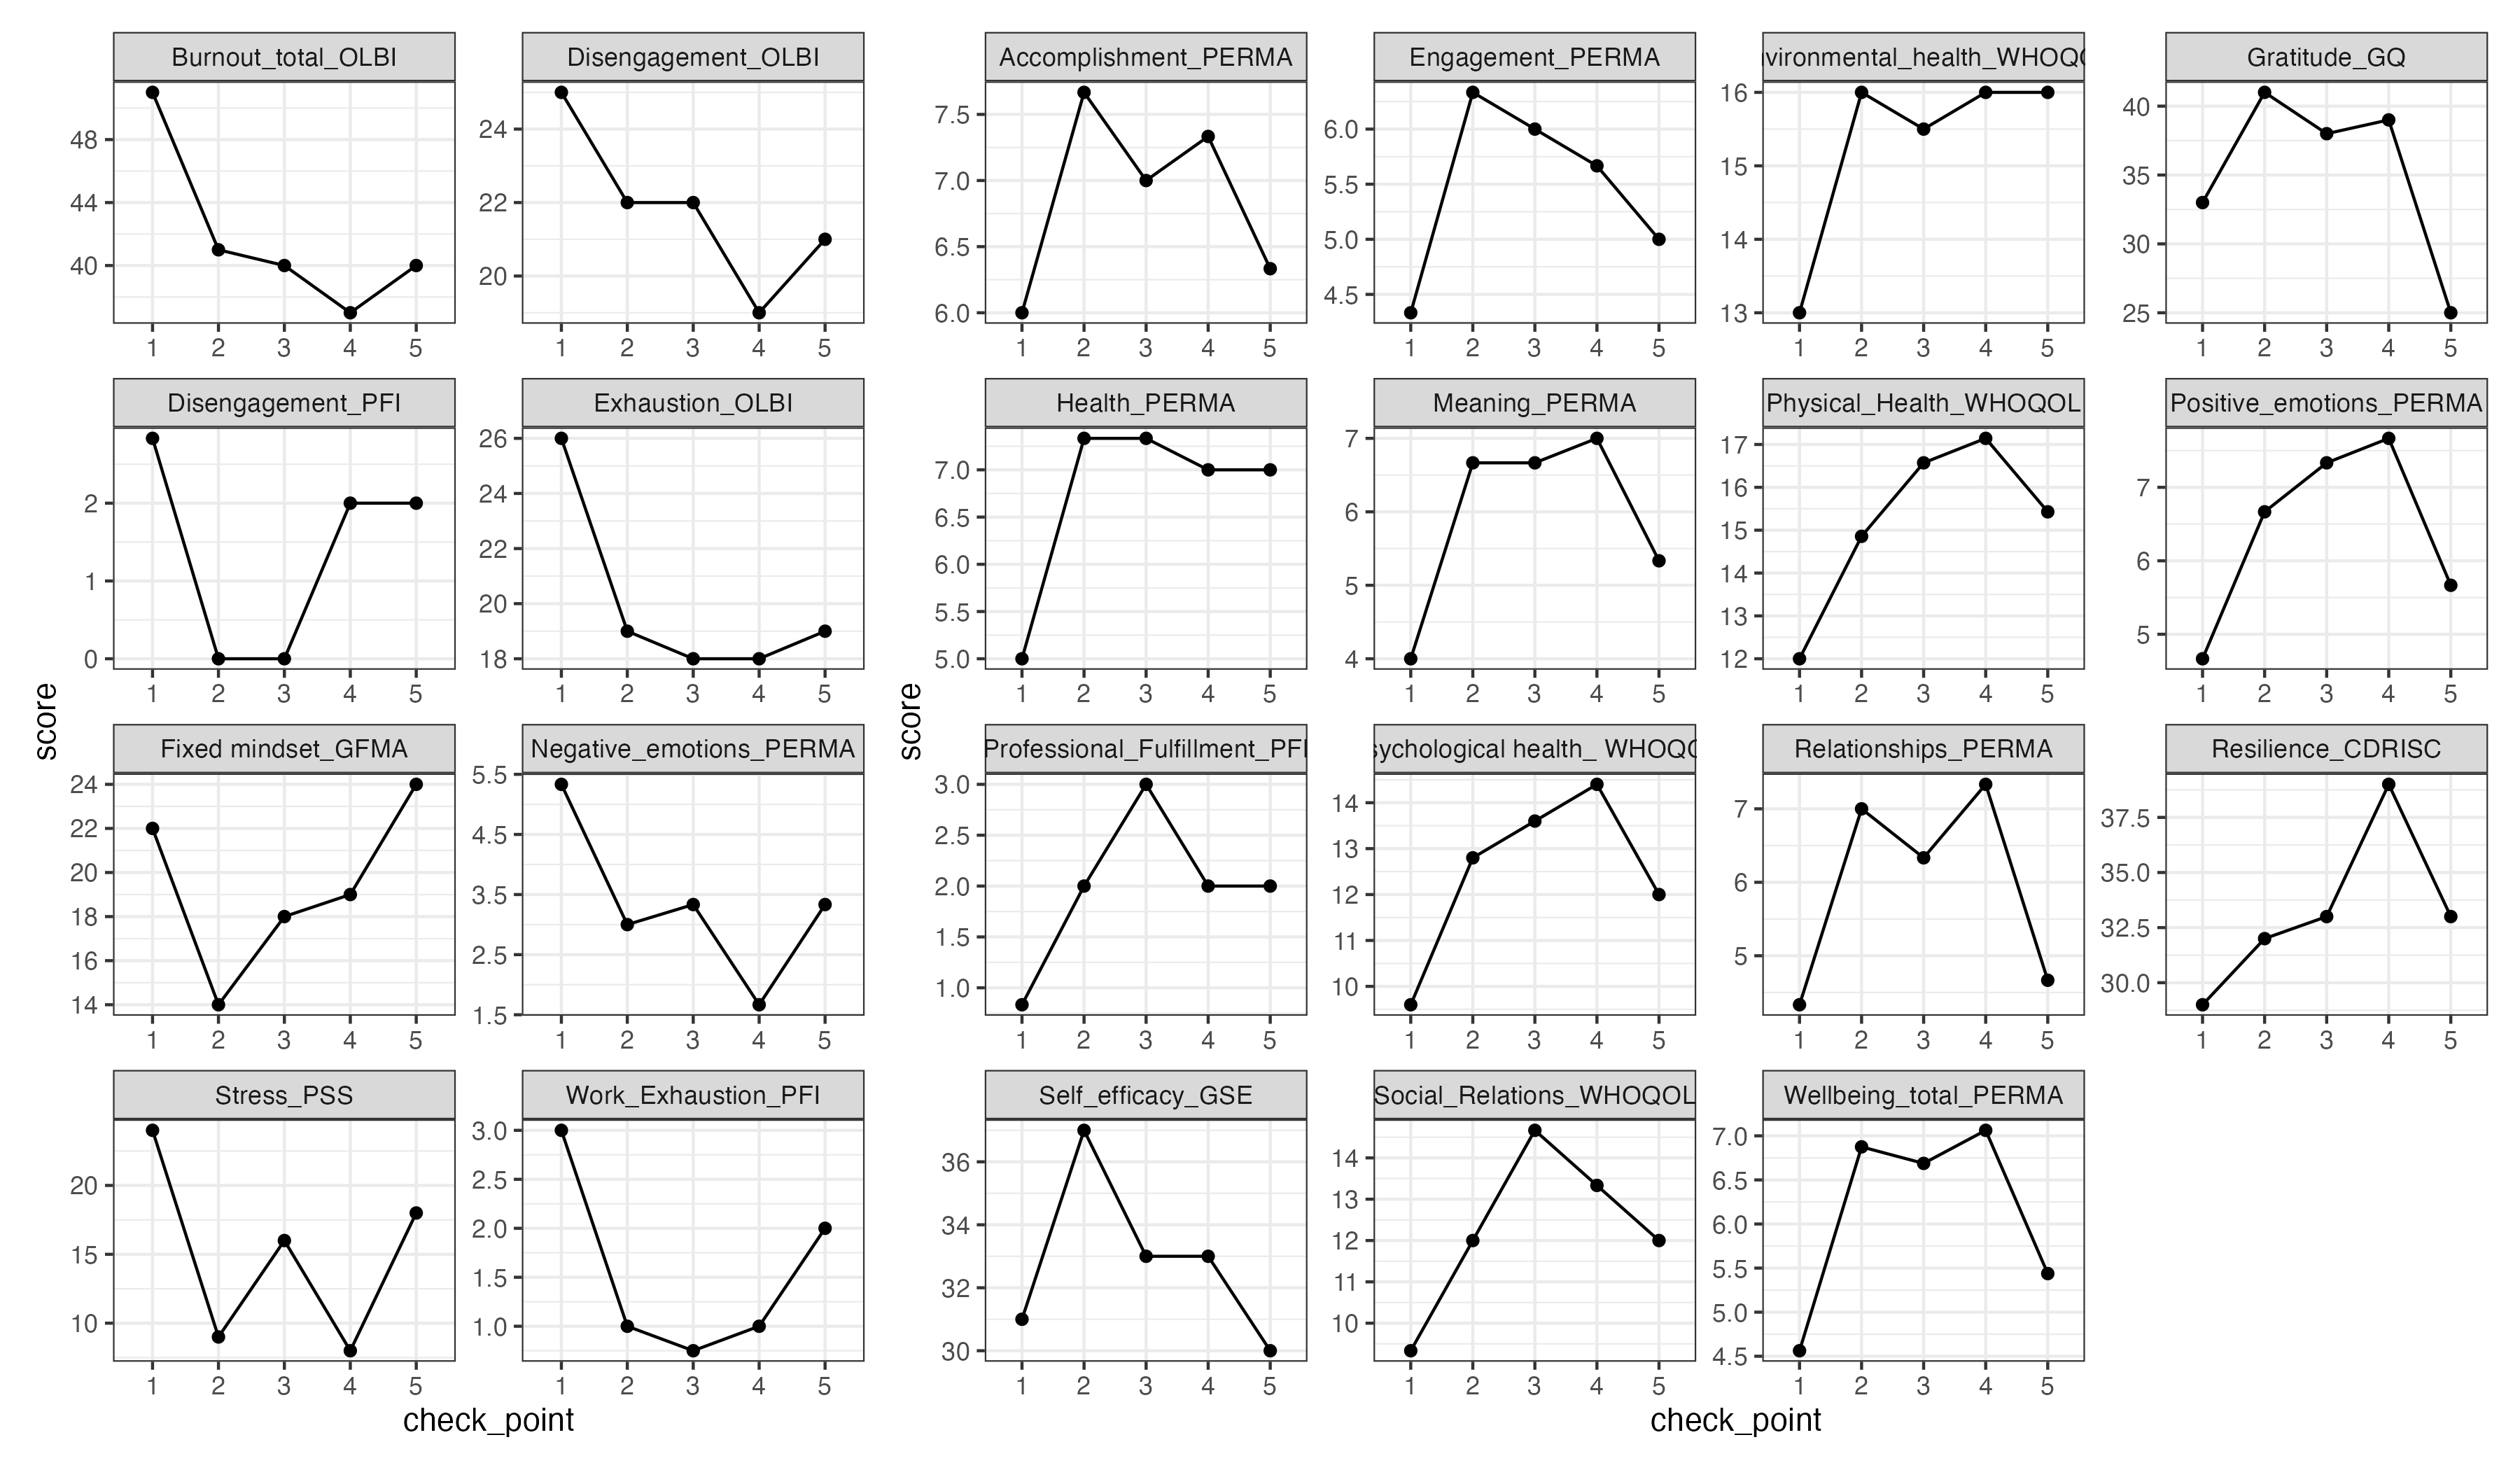 Burnout_total_OLBI
48
44
40
1 2 3 4 5
Disengagement_OLBI
24
22
20
1 2 3 4 5
Disengagement_PFI
2
1
0
1 2 3 4 5
Exhaustion_OLBI
26
24
22
20
18
1 2 3 4 5
Fixed mindset_GFMA
24
22
20
18
16
14
1 2 3 4 5
Negative_emotions_PERMA
5.5
4.5
3.5
2.5
1.5
1 2 3 4 5
Stress_PSS
20
15
10
1 2 3 4 5
Work_Exhaustion_PFI
3.0
2.5
2.0
1.5
1.0
1 2 3 4 5
score
check_point
Accomplishment_PERMA
7.5
7.0
6.5
6.0
1 2 3 4 5
Engagement_PERMA
6.0
5.5
5.0
4.5
1 2 3 4 5
vironmental_health_WHOQO
16
15
14
13
1 2 3 4 5
Gratitude_GQ
40
35
30
25
1 2 3 4 5
Health_PERMA
7.0
6.5
6.0
5.5
5.0
1 2 3 4 5
Meaning_PERMA
7
6
5
4
1 2 3 4 5
Physical_Health_WHOQOL
17
16
15
14
13
12
1 2 3 4 5
Positive_emotions_PERMA
7
6
5
1 2 3 4 5
Professional_Fulfillment_PFI
3.0
2.5
2.0
1.5
1.0
1 2 3 4 5
sychological health_ WHOQO
14
13
12
11
10
1 2 3 4 5
Relationships_PERMA
7
6
5
1 2 3 4 5
Resilience_CDRISC
37.5
35.0
32.5
30.0
1 2 3 4 5
Self_efficacy_GSE
36
34
32
30
1 2 3 4 5
Social_Relations_WHOQOL
14
13
12
11
10
1 2 3 4 5
Wellbeing_total_PERMA
7.0
6.5
6.0
5.5
5.0
4.5
1 2 3 4 5
score
check_point